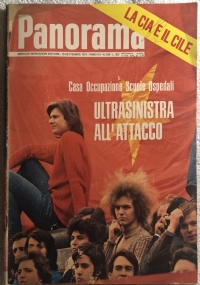 Panorama
LA CIA E IL CILE
Casa Occupazione Scuola Ospedali
ULTRASINISTRA
ALL'ATTACCO